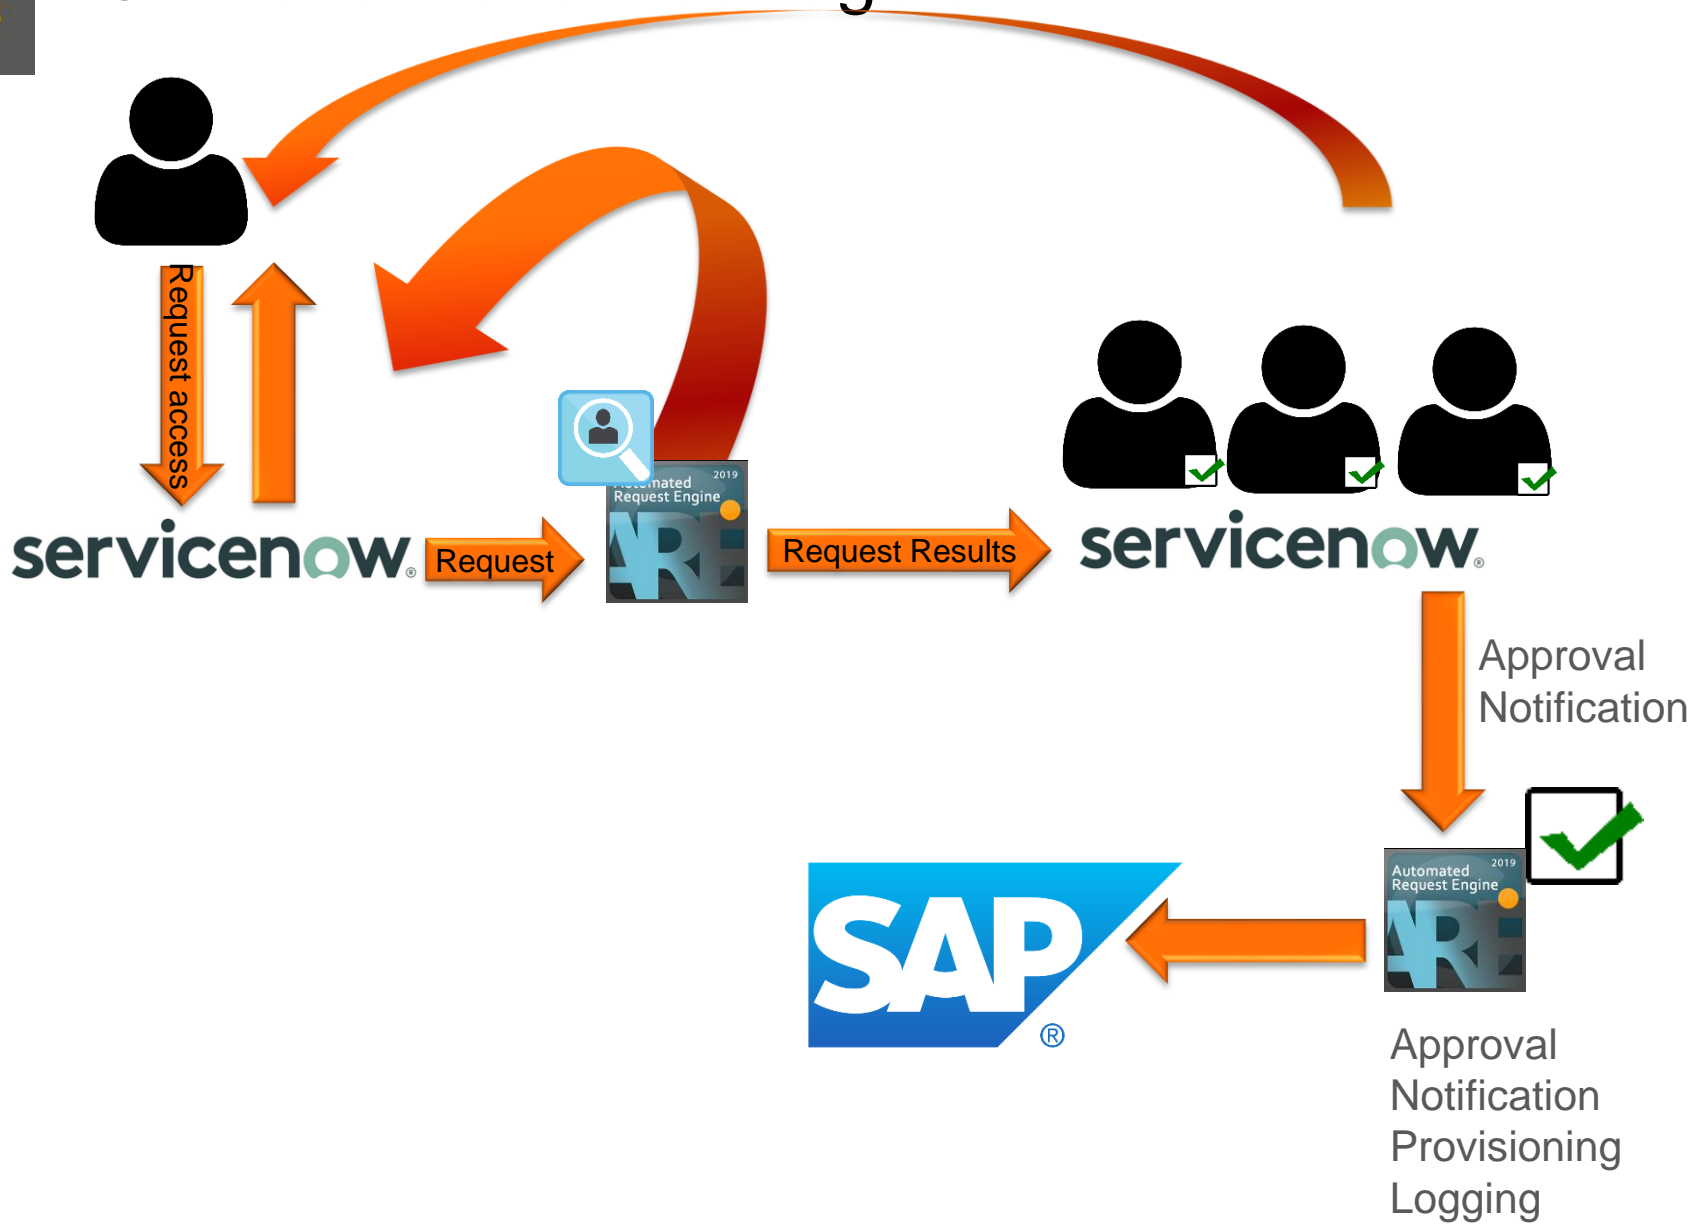 Request access
servicenow®
Request
2019
Automated
Request Engine
ARE
Request Results
servicenow®
Approval
Notification
2019
Automated
Request Engine
ARE
SAP
®
Approval
Notification
Provisioning
Logging